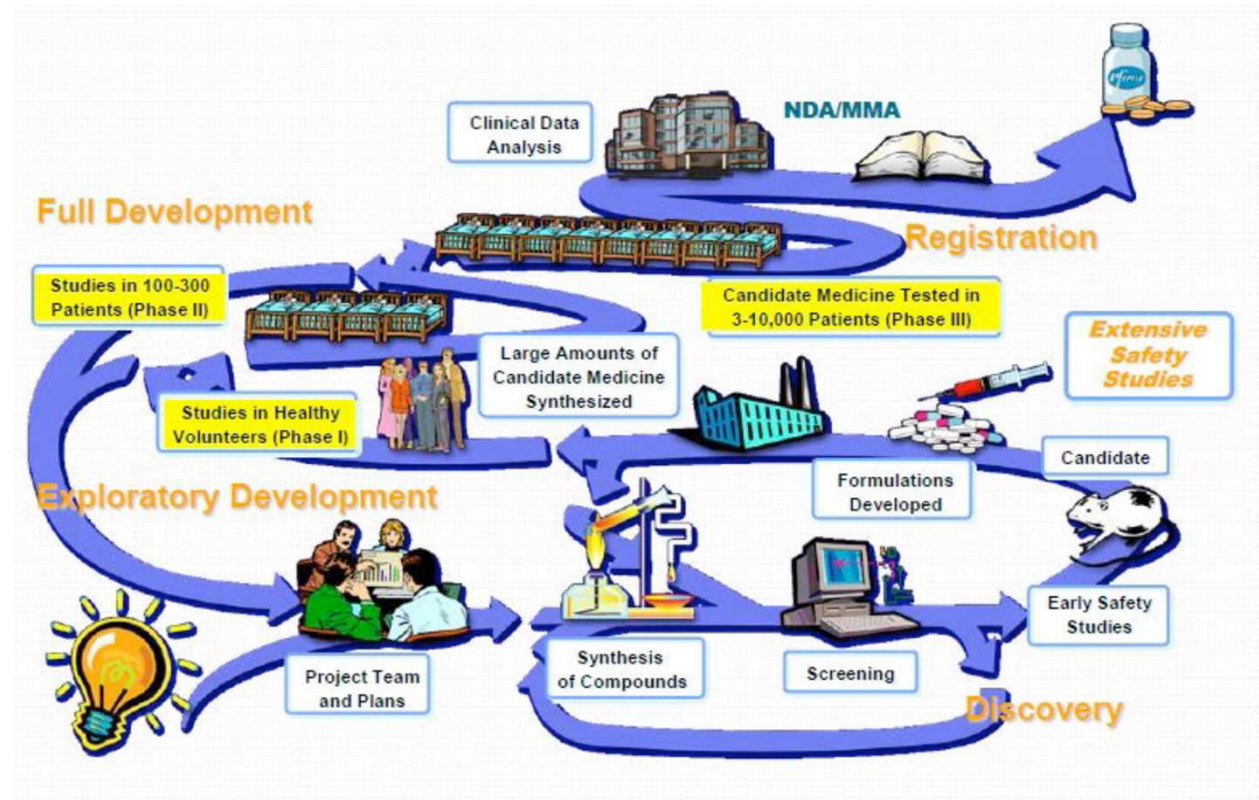 Clinical Data
Analysis
NDA/MMA
Pfizer
Full Development
Registration
Studies in 100-300
Patients (Phase II)
Candidate Medicine Tested in
3-10,000 Patients (Phase III)
Extensive
Safety
Studies
Large Amounts of
Candidate Medicine
Synthesized
Studies in Healthy
Volunteers (Phase I)
Candidate
Formulations
Developed
Exploratory Development
Early Safety
Studies
Project Team
and Plans
Synthesis
of Compounds
Screening
Discovery